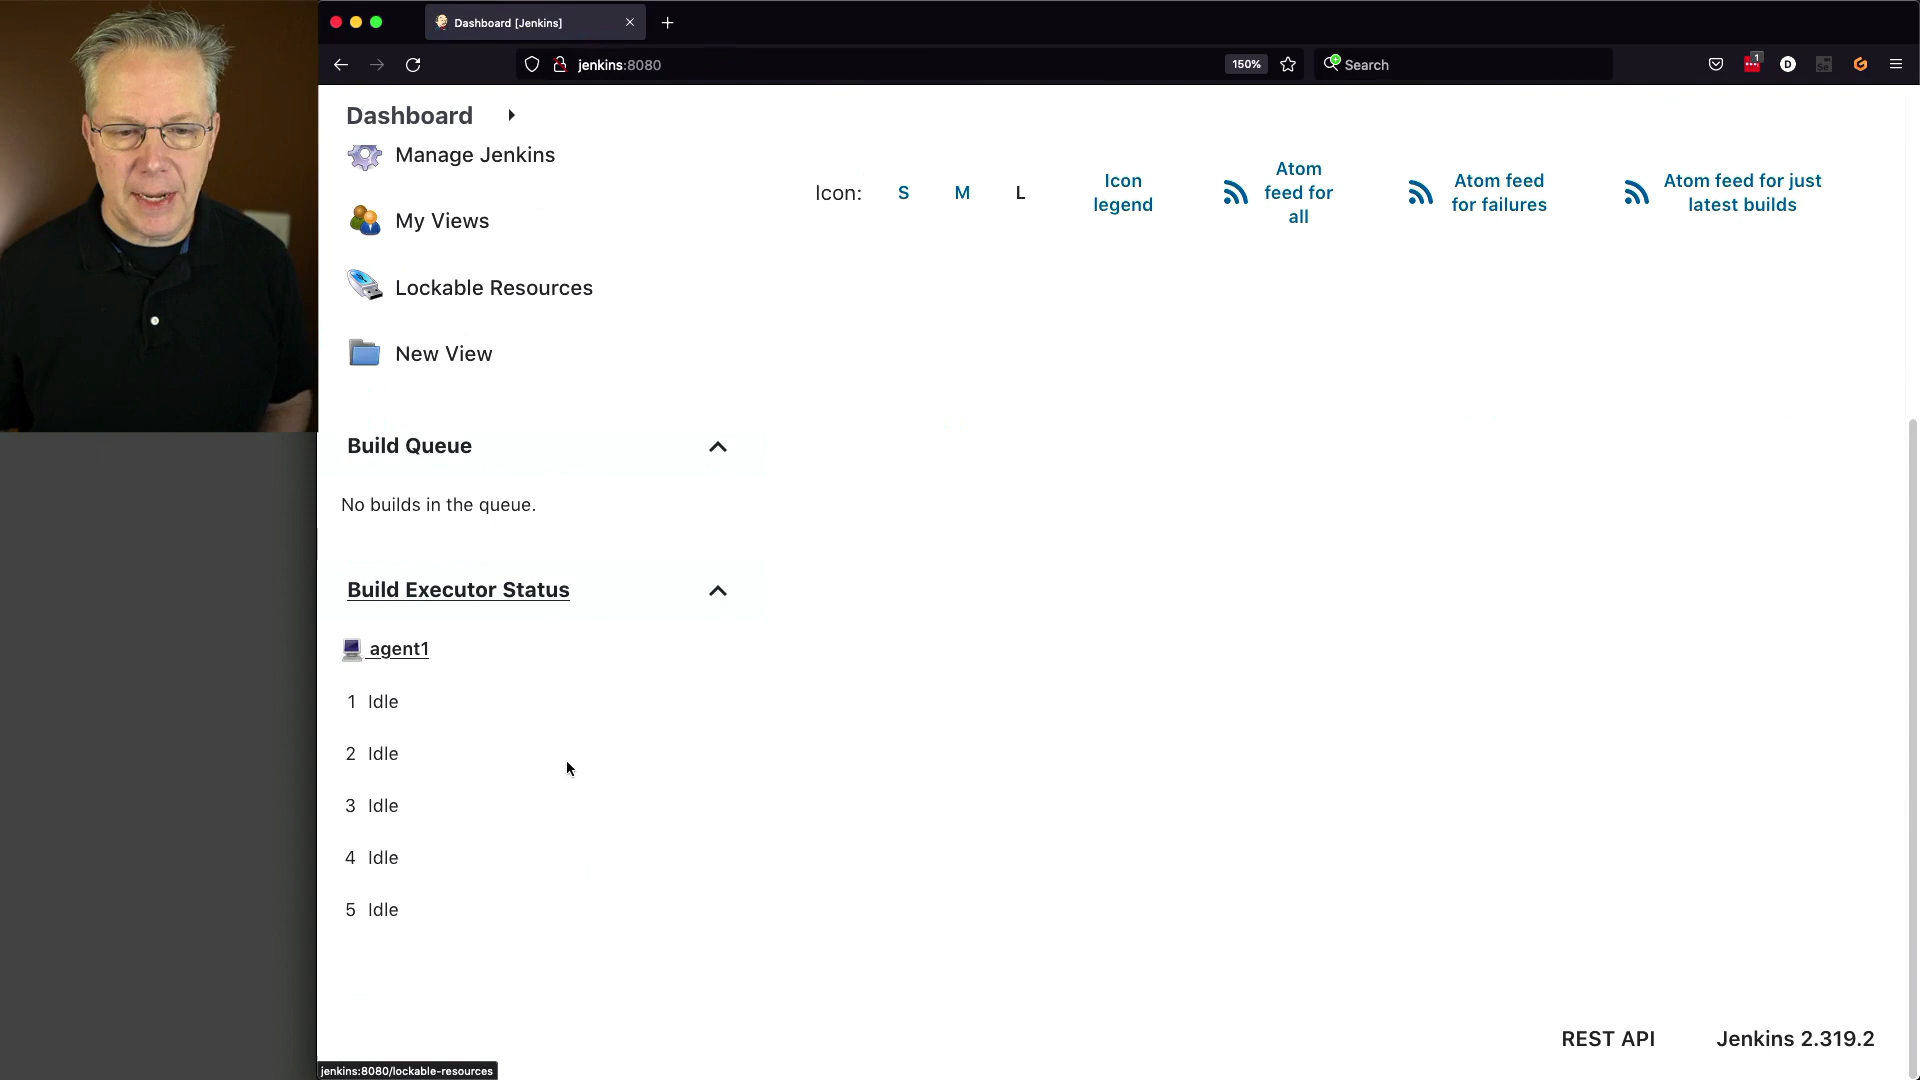 Dashboard [Jenkins]
jenkins:8080
150%
Search
1
D
Se
Dashboard
Manage Jenkins
My Views
Lockable Resources
New View
Icon: S M L
Icon
legend
Atom
feed for
all
Atom feed
for failures
Atom feed for just
latest builds
Build Queue
No builds in the queue.
Build Executor Status
agent1
1 Idle
2 Idle
3 Idle
4 Idle
5 Idle
REST API
Jenkins 2.319.2
jenkins:8080/lockable-resources